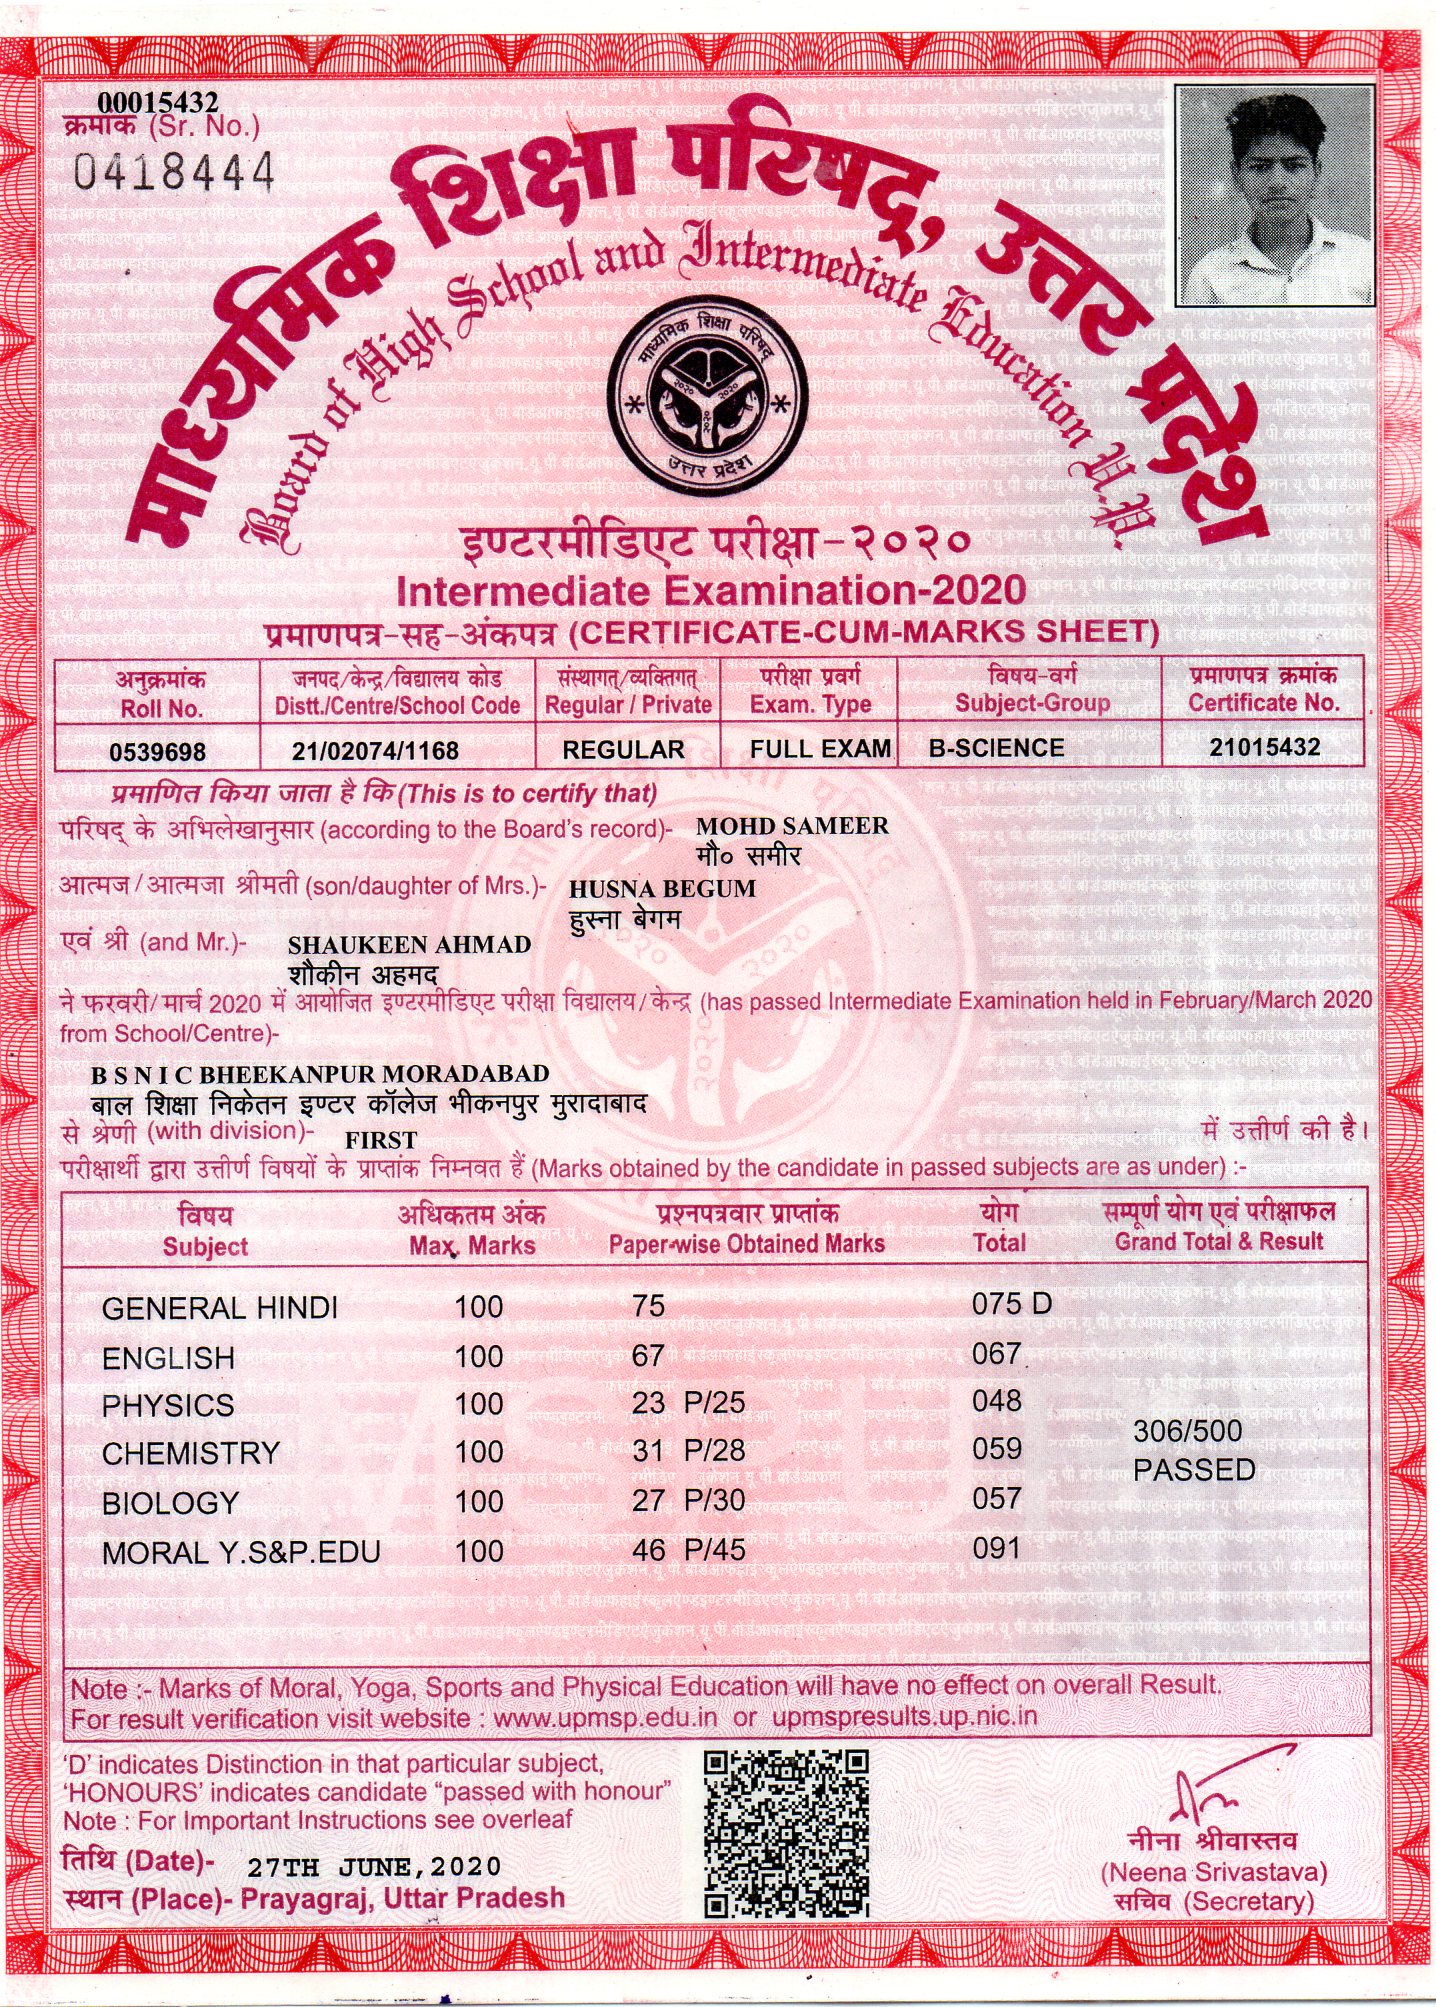 00015432
क्रमांक (Sr. No.)
0418444
माध्यमिक शिक्षा परिषद्, उत्तर प्रदेश
Board of High School and Intermediate Education U.P.
माध्यमिक शिक्षा परिषद
२०२० २०२०
२०२०
उत्तर प्रदेश
इण्टरमीडिएट परीक्षा-२०२०
Intermediate Examination-2020
प्रमाणपत्र-सह-अंकपत्र (CERTIFICATE-CUM-MARKS SHEET)
अनुक्रमांक जनपद/केन्द्र/विद्यालय कोड संस्थागत्/व्यक्तिगत् परीक्षा प्रवर्ग विषय-वर्ग प्रमाणपत्र क्रमांक
Roll No. Distt./Centre/School Code Regular / Private Exam. Type Subject-Group Certificate No.
0539698 21/02074/1168 REGULAR FULL EXAM B-SCIENCE 21015432
प्रमाणित किया जाता है कि (This is to certify that)
परिषद् के अभिलेखानुसार (according to the Board's record)- MOHD SAMEER
मौ० समीर
आत्मज/आत्मजा श्रीमती (son/daughter of Mrs.)- HUSNA BEGUM
हुस्ना बेगम
एवं श्री (and Mr.)- SHAUKEEN AHMAD
शौकीन अहमद
ने फरवरी/मार्च 2020 में आयोजित इण्टरमीडिएट परीक्षा विद्यालय/केन्द्र (has passed Intermediate Examination held in February/March 2020
from School/Centre)-
B S N I C BHEEKANPUR MORADABAD
बाल शिक्षा निकेतन इण्टर कॉलेज भीकनपुर मुरादाबाद
से श्रेणी (with division)- FIRST में उत्तीर्ण की है।
परीक्षार्थी द्वारा उत्तीर्ण विषयों के प्राप्तांक निम्नवत हैं (Marks obtained by the candidate in passed subjects are as under) :-
विषय अधिकतम अंक प्रश्नपत्रवार प्राप्तांक योग सम्पूर्ण योग एवं परीक्षाफल
Subject Max. Marks Paper-wise Obtained Marks Total Grand Total & Result
GENERAL HINDI 100 75 075 D
ENGLISH 100 67 067
PHYSICS 100 23 P/25 048
306/500
CHEMISTRY 100 31 P/28 059
PASSED
BIOLOGY 100 27 P/30 057
MORAL Y.S&P.EDU 100 46 P/45 091
Note :- Marks of Moral, Yoga, Sports and Physical Education will have no effect on overall Result.
For result verification visit website : www.upmsp.edu.in or upmspresults.up.nic.in
'D' indicates Distinction in that particular subject,
'HONOURS' indicates candidate "passed with honour"
Note : For Important Instructions see overleaf
तिथि (Date)- 27TH JUNE,2020
स्थान (Place)- Prayagraj, Uttar Pradesh
नीना श्रीवास्तव
(Neena Srivastava)
सचिव (Secretary)